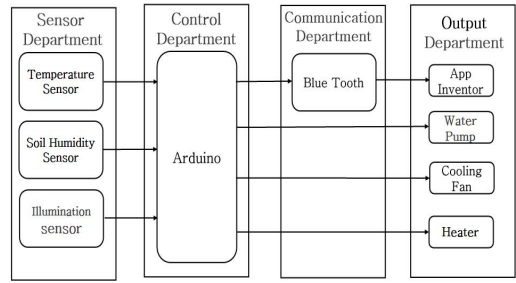 Sensor
Department
Temperature
Sensor
Soil Humidity
Sensor
Illumination
sensor
Control
Department
Arduino
Communication
Department
Blue Tooth
Output
Department
App
Inventor
Water
Pump
Cooling
Fan
Heater